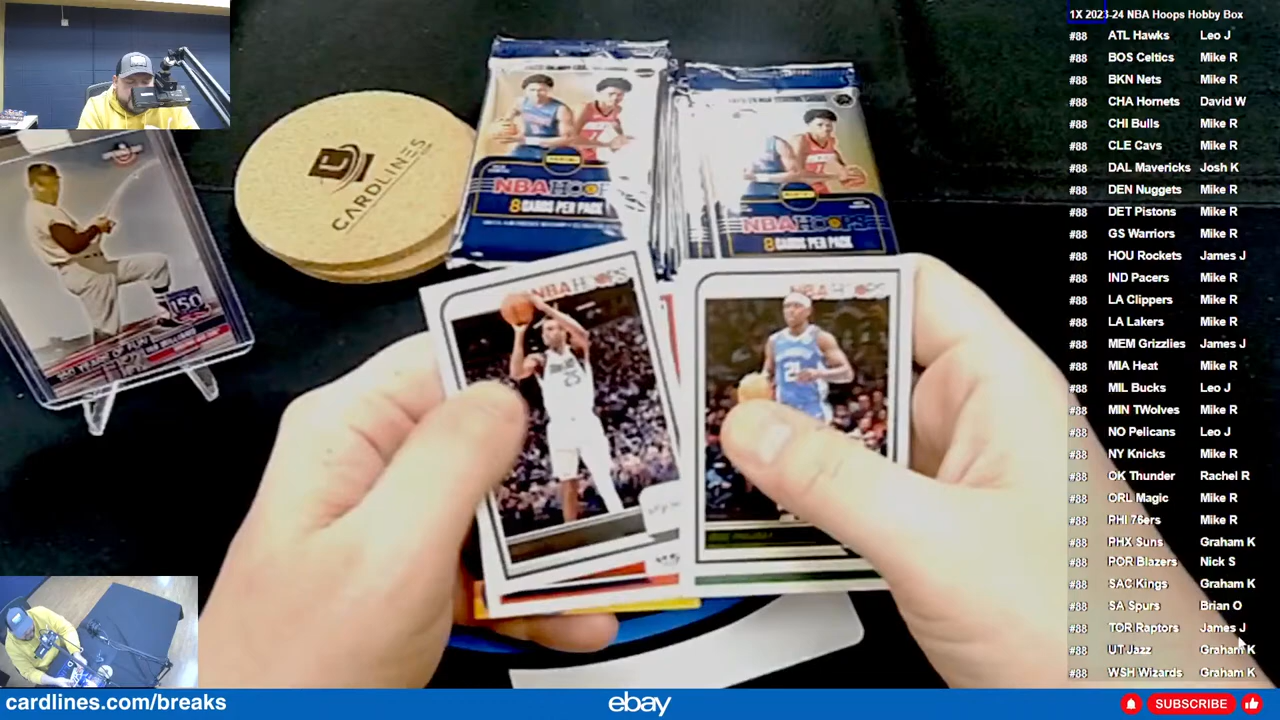 1X 2023-24 NBA Hoops Hobby Box
#88 ATL Hawks Leo J
#88 BOS Celtics Mike R
#88 BKN Nets Mike R
#88 CHA Hornets David W
#88 CHI Bulls Mike R
#88 CLE Cavs Mike R
#88 DAL Mavericks Josh K
#88 DEN Nuggets Mike R
#88 DET Pistons Mike R
#88 GS Warriors Mike R
#88 HOU Rockets James J
#88 IND Pacers Mike R
#88 LA Clippers Mike R
#88 LA Lakers Mike R
#88 MEM Grizzlies James J
#88 MIA Heat Mike R
#88 MIL Bucks Leo J
#88 MIN TWolves Mike R
#88 NO Pelicans Leo J
#88 NY Knicks Mike R
#88 OK Thunder Rachel R
#88 ORL Magic Mike R
#88 PHI 76ers Mike R
#88 PHX Suns Graham K
#88 POR Blazers Nick S
#88 SAC Kings Graham K
#88 SA Spurs Brian O
#88 TOR Raptors James J
#88 UT Jazz Graham K
#88 WSH Wizards Graham K
CARDLINES
NBA HOOPS
8 CARDS PER PACK
NBA HOOPS
8 CARDS PER PACK
NBA HOOPS
25
NBA HOOPS
21
150
cardlines.com/breaks
ebay
SUBSCRIBE